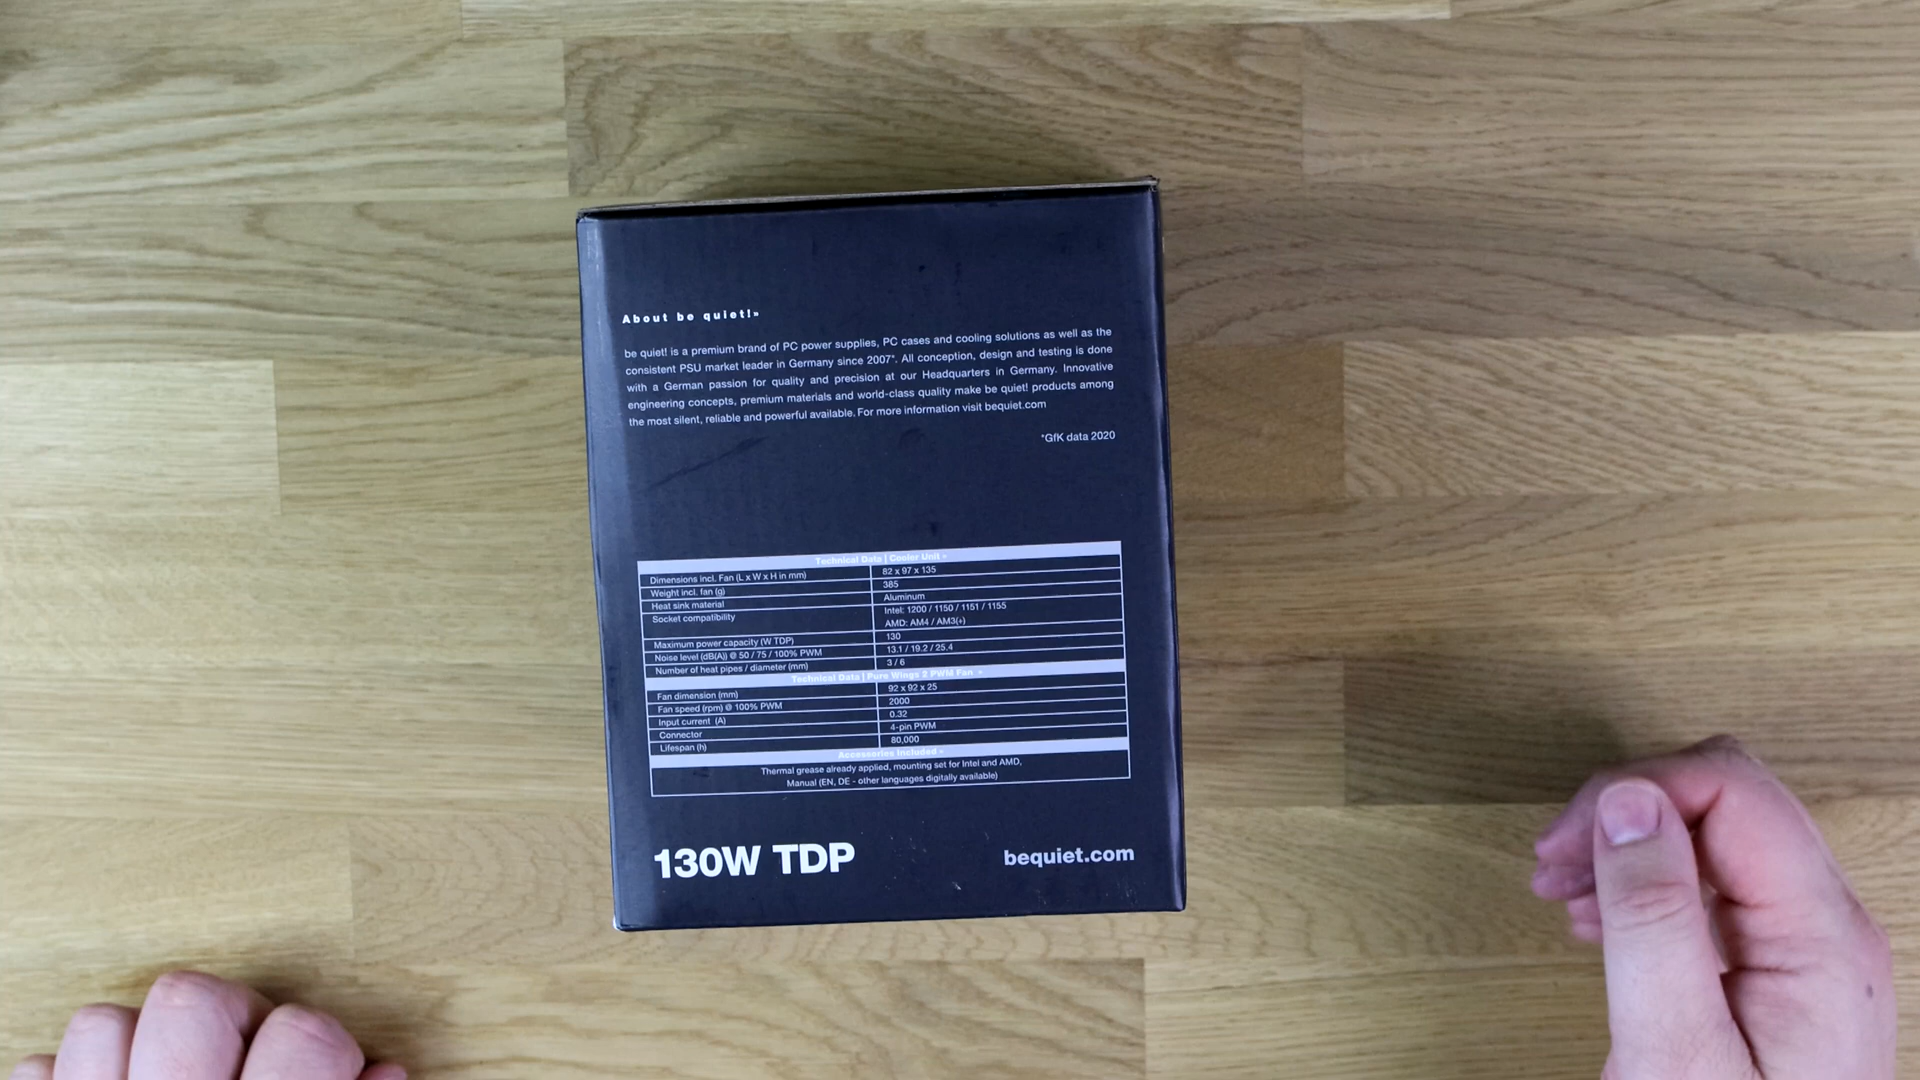 About be quiet!»
be quiet! is a premium brand of PC power supplies, PC cases and cooling solutions as well as the
consistent PSU market leader in Germany since 2007*. All conception, design and testing is done
with a German passion for quality and precision at our Headquarters in Germany. Innovative
engineering concepts, premium materials and world-class quality make be quiet! products among
the most silent, reliable and powerful available. For more information visit bequiet.com
*GfK data 2020
Technical Data | Cooler Unit »
Dimensions incl. Fan (L x W x H in mm) 82 x 97 x 135
Weight incl. fan (g) 385
Heat sink material Aluminum
Socket compatibility Intel: 1200 / 1150 / 1151 / 1155
AMD: AM4 / AM3(+)
Maximum power capacity (W TDP) 130
Noise level (dB(A)) @ 50 / 75 / 100% PWM 13.1 / 19.2 / 25.4
Number of heat pipes / diameter (mm) 3 / 6
Technical Data | Pure Wings 2 PWM Fan »
Fan dimension (mm) 92 x 92 x 25
Fan speed (rpm) @ 100% PWM 2000
Input current (A) 0.32
Connector 4-pin PWM
Lifespan (h) 80,000
Accessories Included »
Thermal grease already applied, mounting set for Intel and AMD,
Manual (EN, DE - other languages digitally available)
130W TDP
bequiet.com